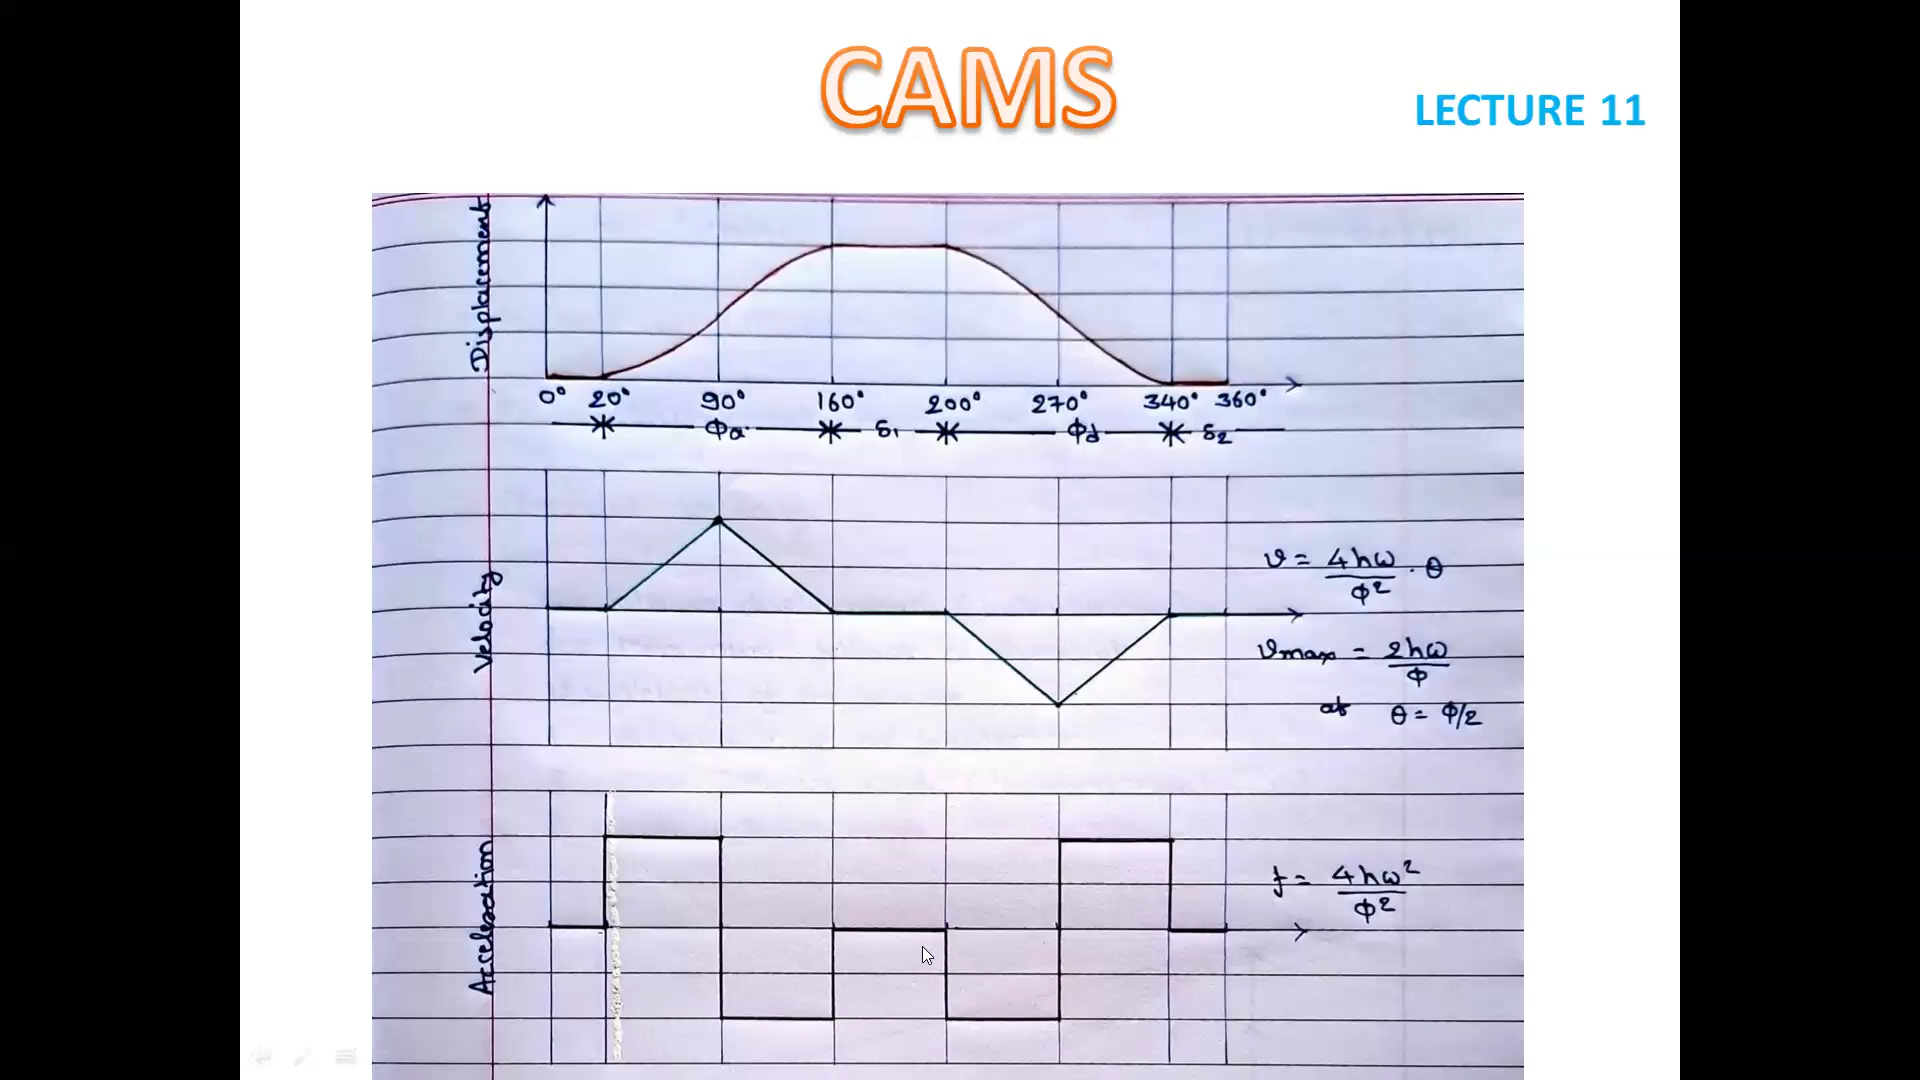 CAMS
LECTURE 11
Displacement
0° 20° 90° 160° 200° 270° 340° 360°
Φa δ1 Φd δ2
Velocity
v = 4hω/Φ² . θ
vmax = 2hω/Φ
at θ = Φ/2
Acceleration
f = 4hω²/Φ²